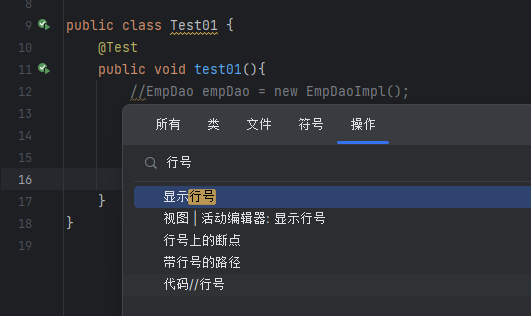 8
9 public class Test01 {
10 @Test
11 public void test01(){
12 //EmpDao empDao = new EmpDaoImpl();
13
14
15
16
17 }
18 }
19
所有 类 文件 符号 操作
行号
显示行号
视图 | 活动编辑器: 显示行号
行号上的断点
带行号的路径
代码//行号